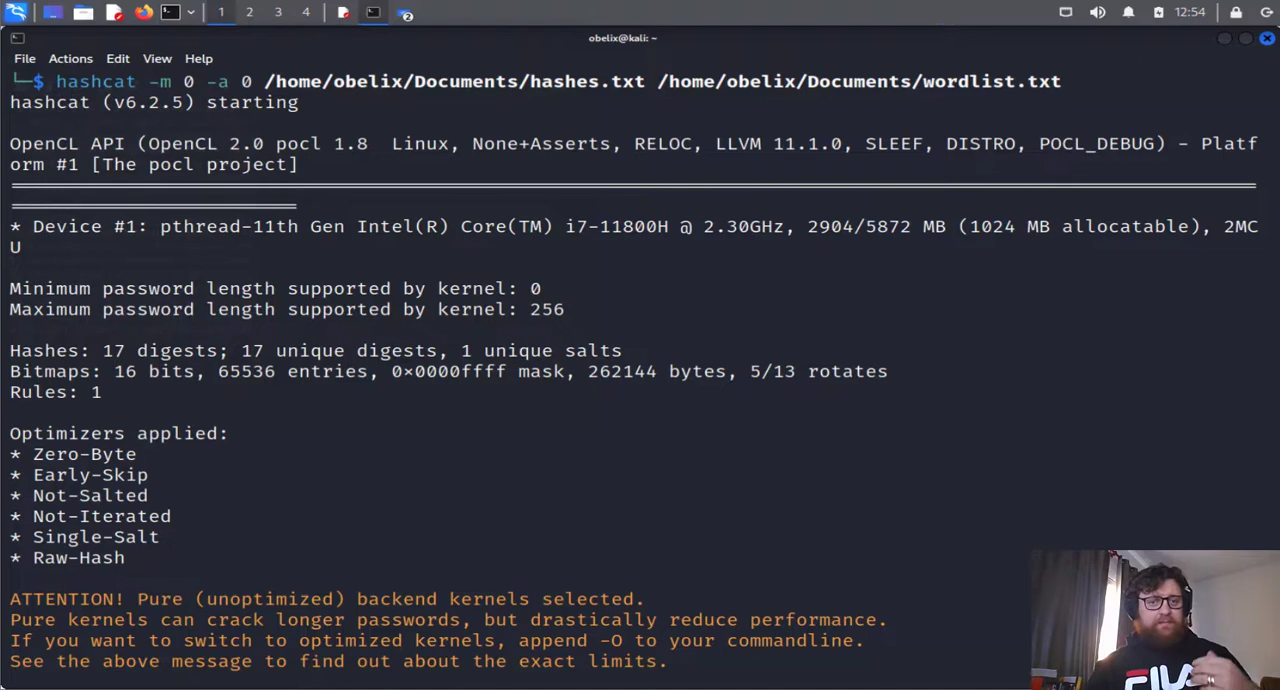 1 2 3 4 2 12:54
obelix@kali: ~
File Actions Edit View Help
└─$ hashcat -m 0 -a 0 /home/obelix/Documents/hashes.txt /home/obelix/Documents/wordlist.txt
hashcat (v6.2.5) starting
OpenCL API (OpenCL 2.0 pocl 1.8  Linux, None+Asserts, RELOC, LLVM 11.1.0, SLEEF, DISTRO, POCL_DEBUG) - Platf
orm #1 [The pocl project]
* Device #1: pthread-11th Gen Intel(R) Core(TM) i7-11800H @ 2.30GHz, 2904/5872 MB (1024 MB allocatable), 2MC
U
Minimum password length supported by kernel: 0
Maximum password length supported by kernel: 256
Hashes: 17 digests; 17 unique digests, 1 unique salts
Bitmaps: 16 bits, 65536 entries, 0×0000ffff mask, 262144 bytes, 5/13 rotates
Rules: 1
Optimizers applied:
* Zero-Byte
* Early-Skip
* Not-Salted
* Not-Iterated
* Single-Salt
* Raw-Hash
ATTENTION! Pure (unoptimized) backend kernels selected.
Pure kernels can crack longer passwords, but drastically reduce performance.
If you want to switch to optimized kernels, append -O to your commandline.
See the above message to find out about the exact limits.
FILA